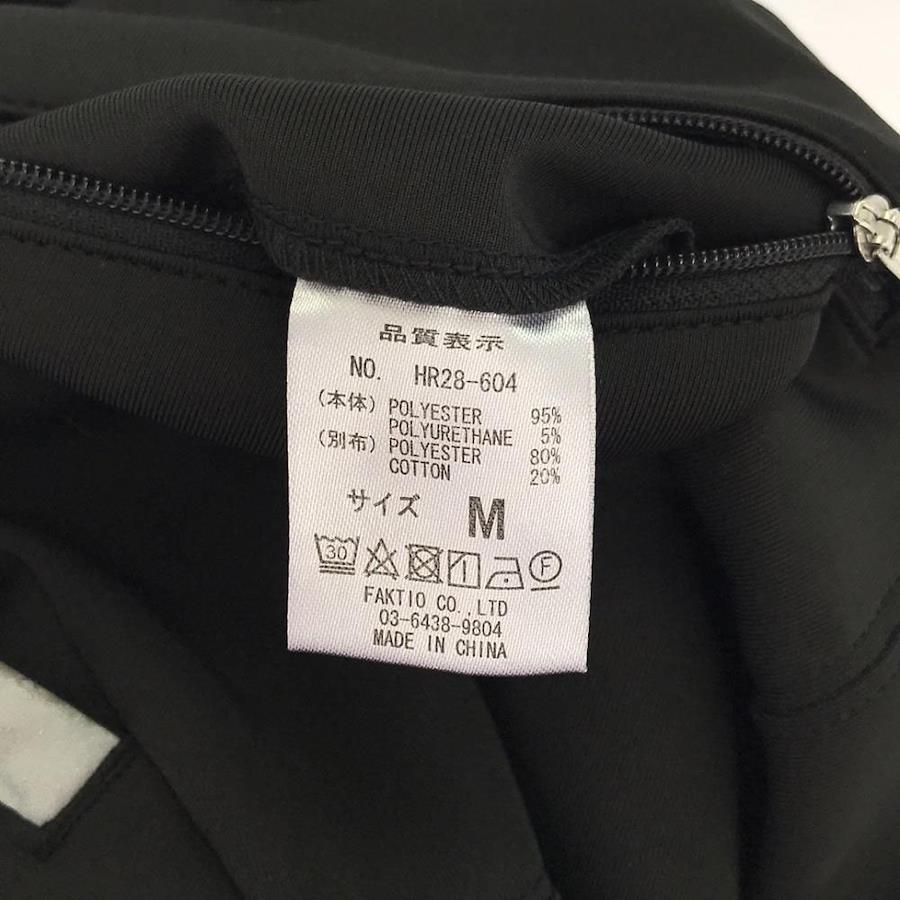 品質表示
NO. HR28-604
(本体) POLYESTER 95%
POLYURETHANE 5%
(別布) POLYESTER 80%
COTTON 20%
サイズ M
30 F
FAKTIO CO.,LTD
03-6438-9804
MADE IN CHINA